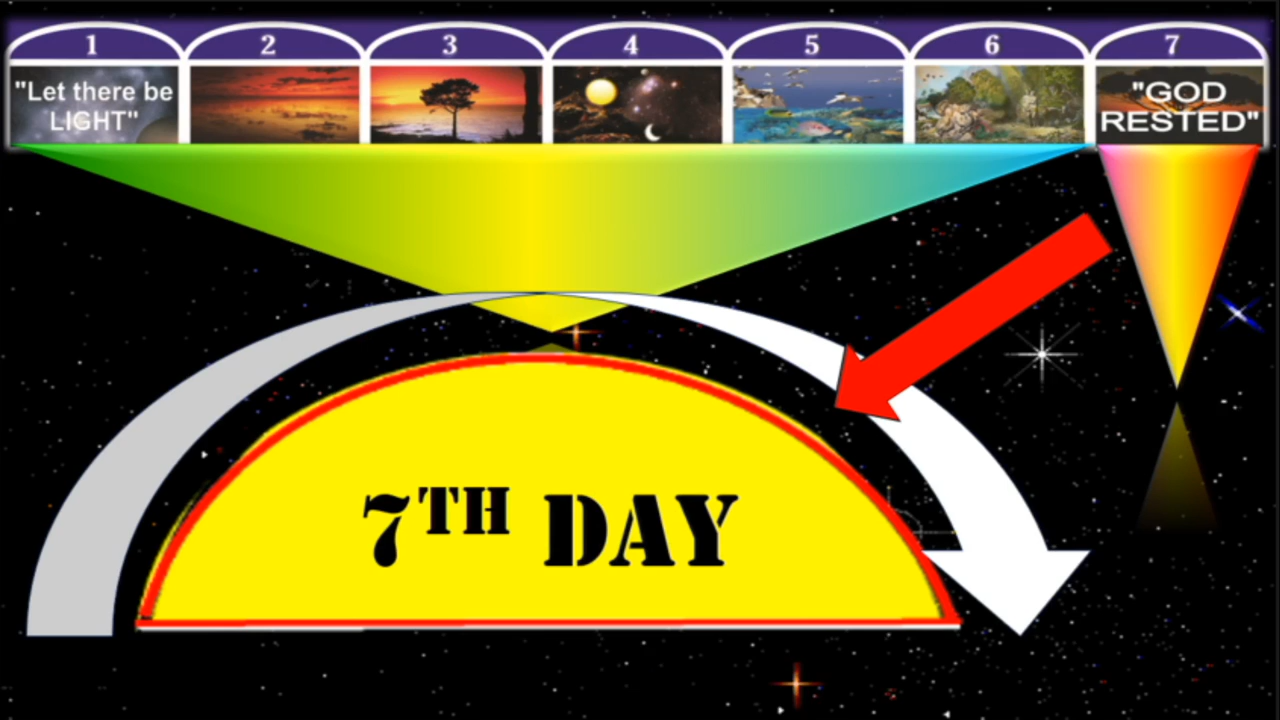 1 2 3 4 5 6 7
"Let there be
LIGHT"
"GOD
RESTED"
7TH DAY